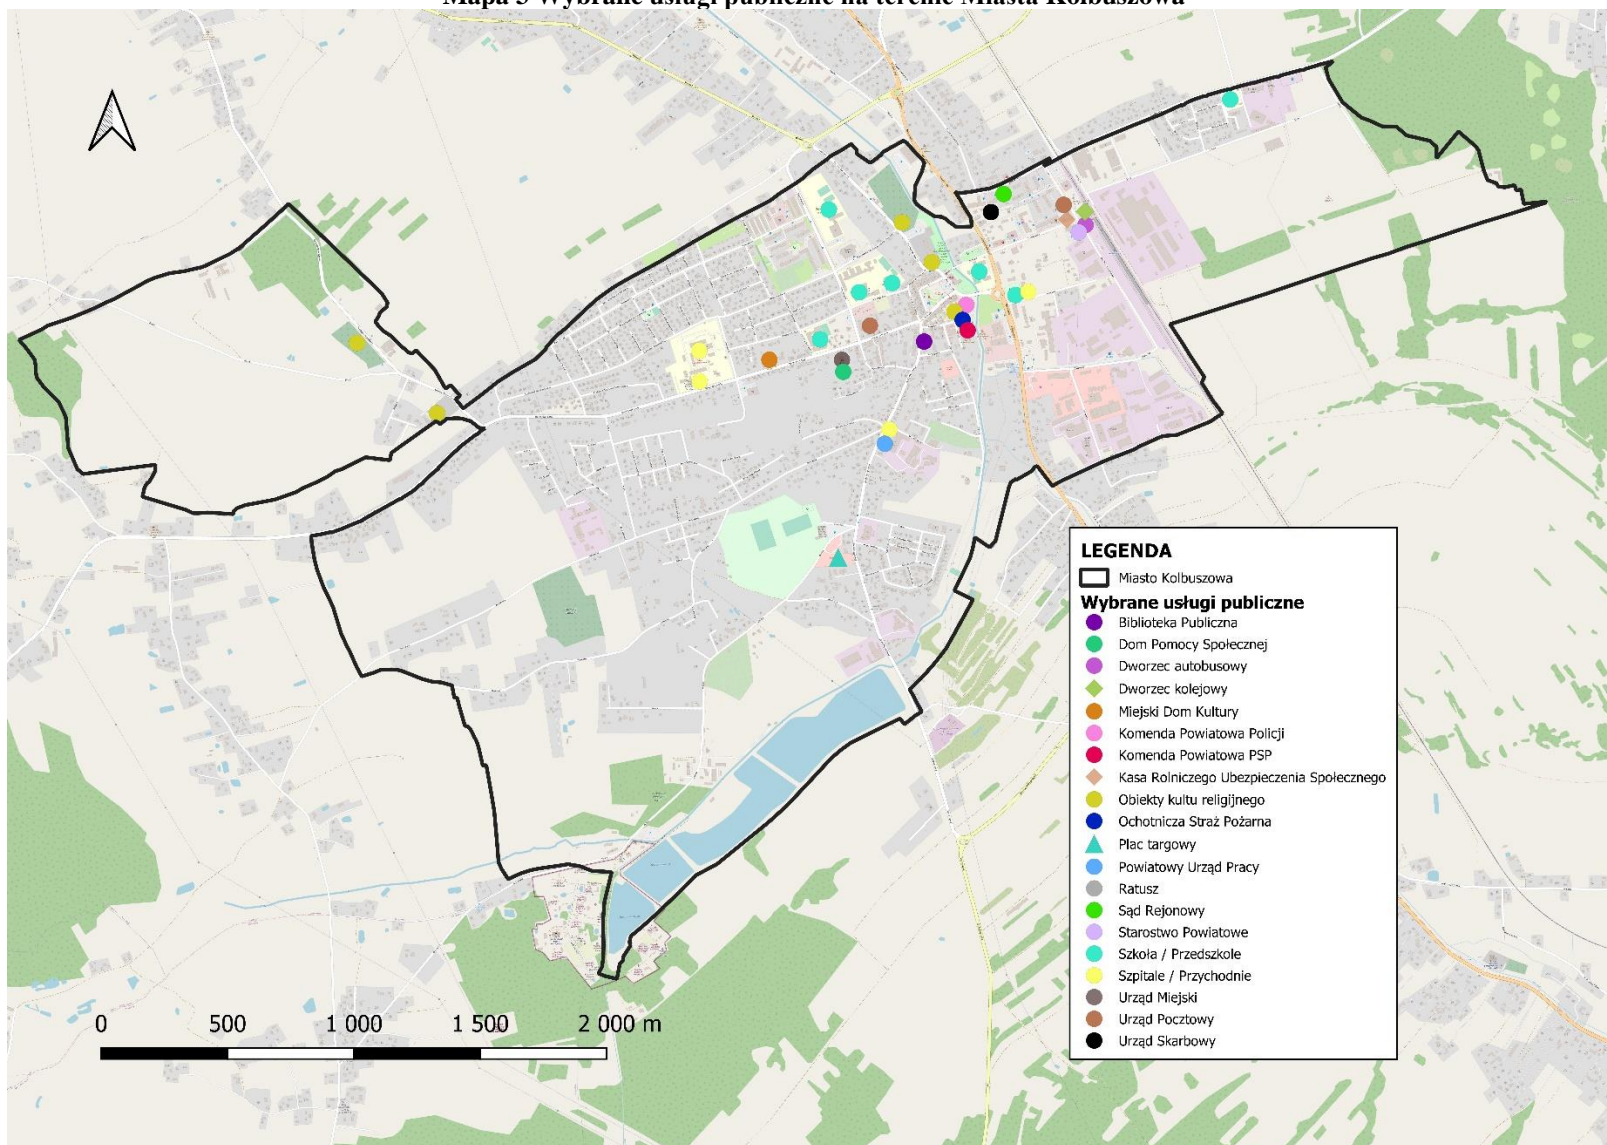 Mapa 3 Wybrane usługi publiczne na terenie Miasta Kolbuszowa
0 500 1 000 1 500 2 000 m
LEGENDA
Miasto Kolbuszowa
Wybrane usługi publiczne
Biblioteka Publiczna
Dom Pomocy Społecznej
Dworzec autobusowy
Dworzec kolejowy
Miejski Dom Kultury
Komenda Powiatowa Policji
Komenda Powiatowa PSP
Kasa Rolniczego Ubezpieczenia Społecznego
Obiekty kultu religijnego
Ochotnicza Straż Pożarna
Plac targowy
Powiatowy Urząd Pracy
Ratusz
Sąd Rejonowy
Starostwo Powiatowe
Szkoła / Przedszkole
Szpitale / Przychodnie
Urząd Miejski
Urząd Pocztowy
Urząd Skarbowy